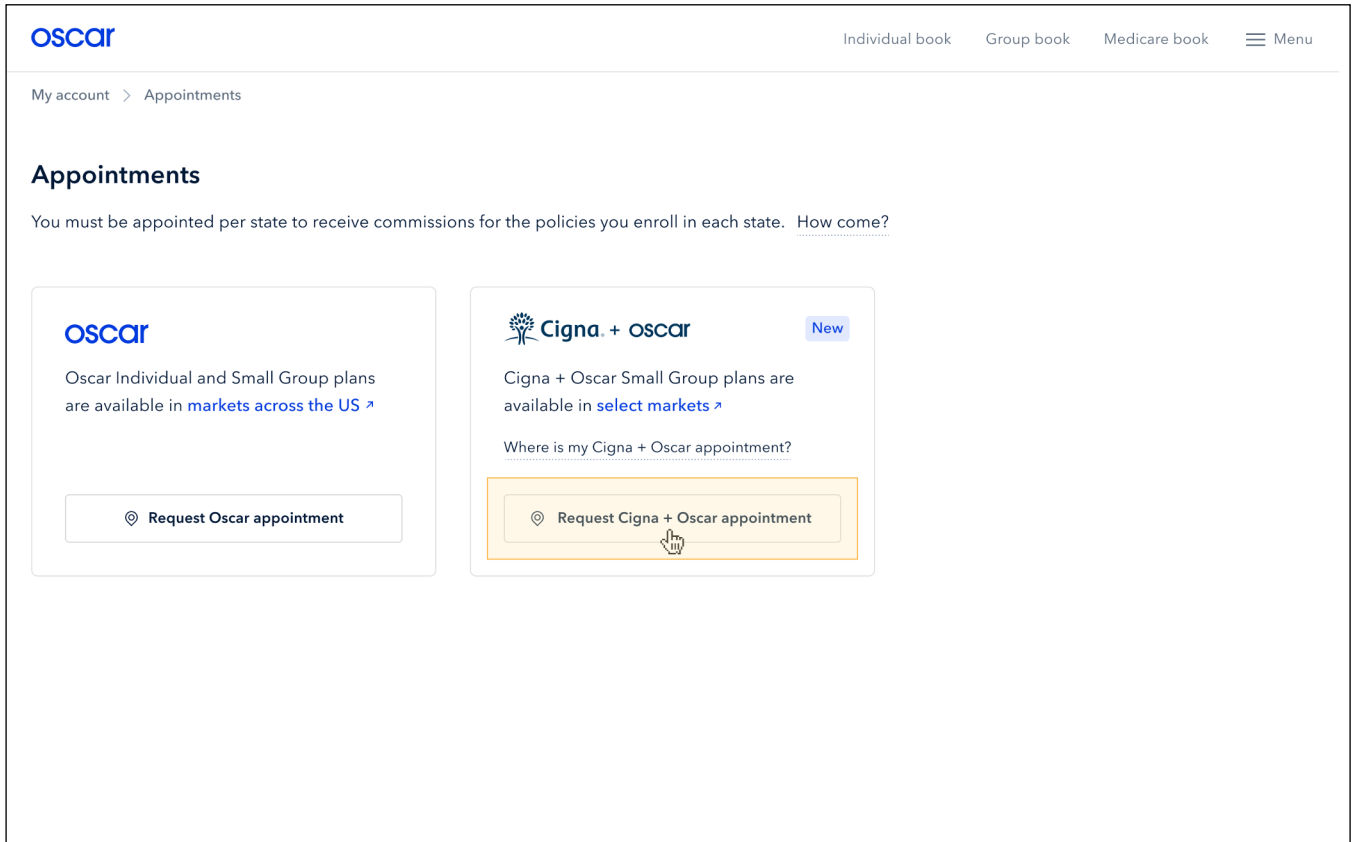 oscar
Individual book
Group book
Medicare book
Menu
My account
Appointments
Appointments
You must be appointed per state to receive commissions for the policies you enroll in each state. How come?
oscar
Oscar Individual and Small Group plans
are available in markets across the US ↗
Request Oscar appointment
Cigna. + oscar
New
Cigna + Oscar Small Group plans are
available in select markets ↗
Where is my Cigna + Oscar appointment?
Request Cigna + Oscar appointment